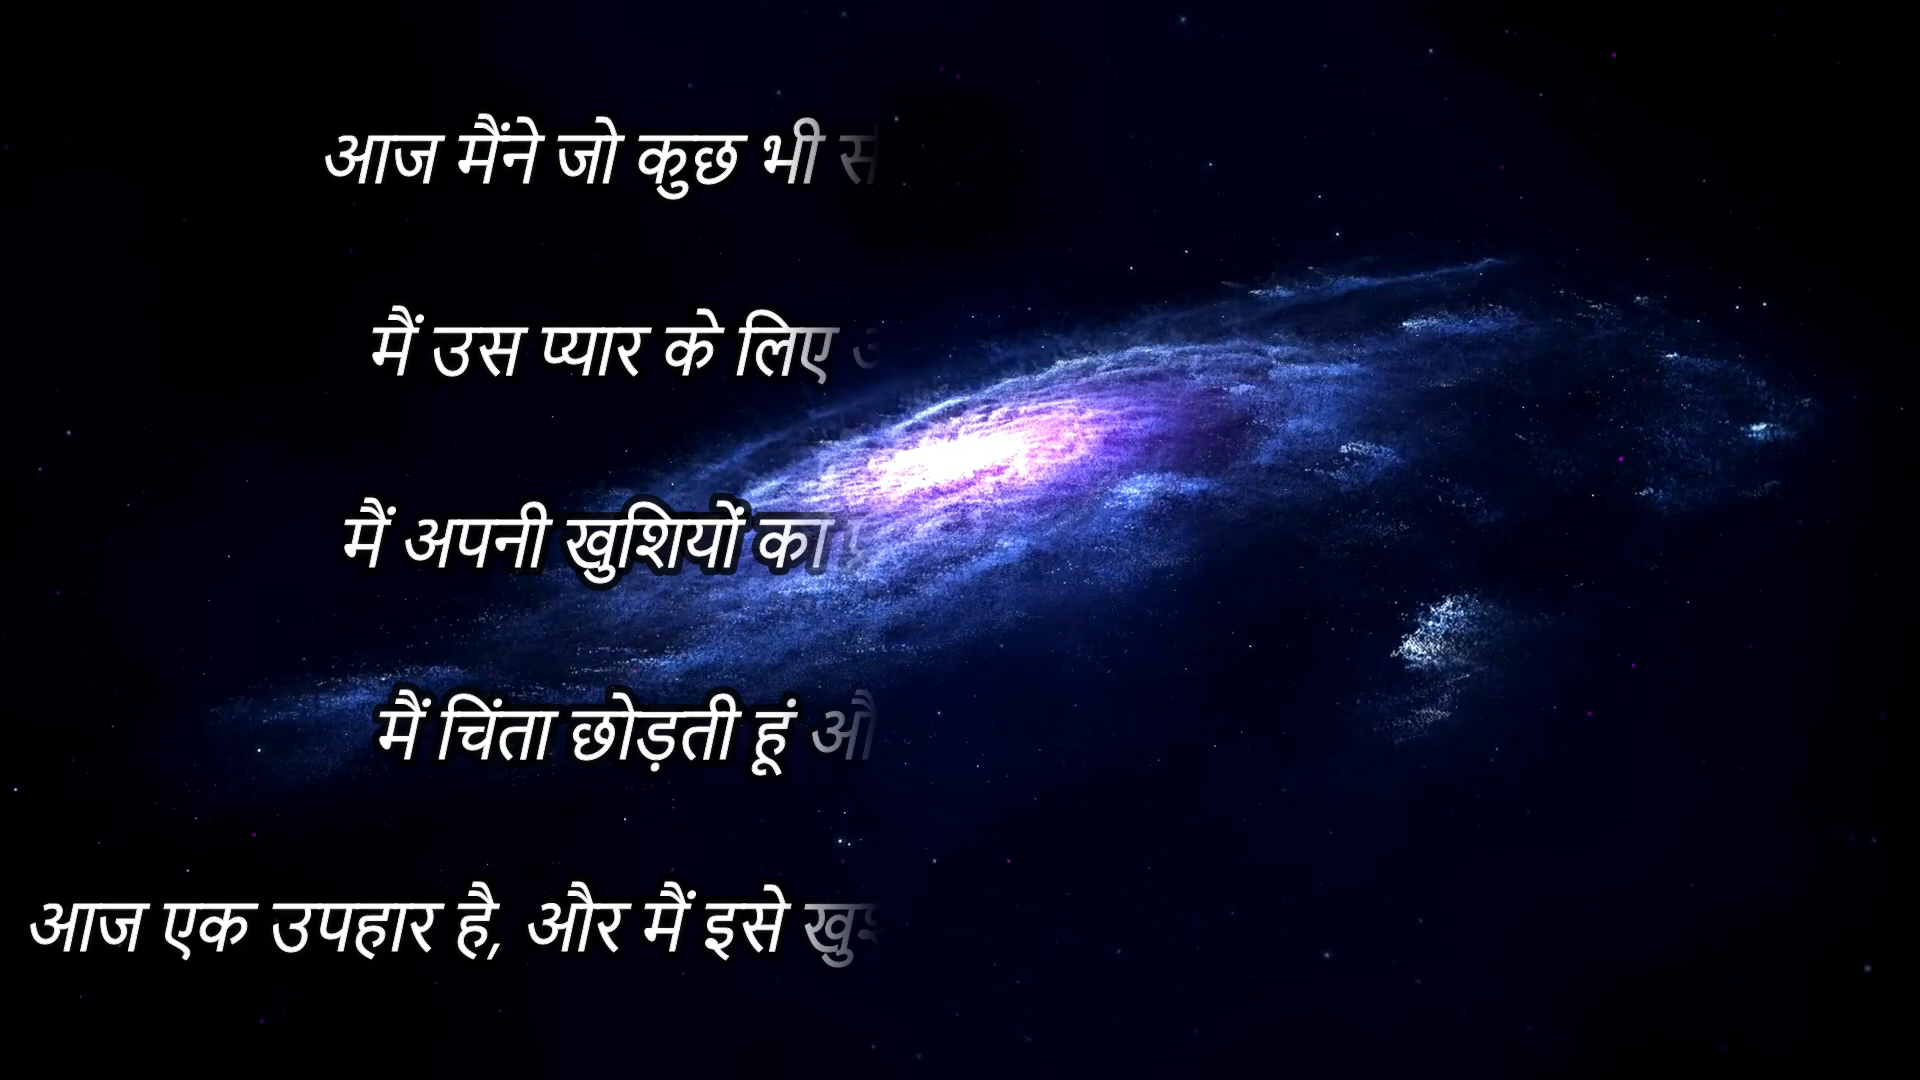 आज मैंने जो कुछ भी
मैं उस प्यार के लिए
मैं अपनी खुशियों का
मैं चिंता छोड़ती हूं
आज एक उपहार है, और मैं इसे